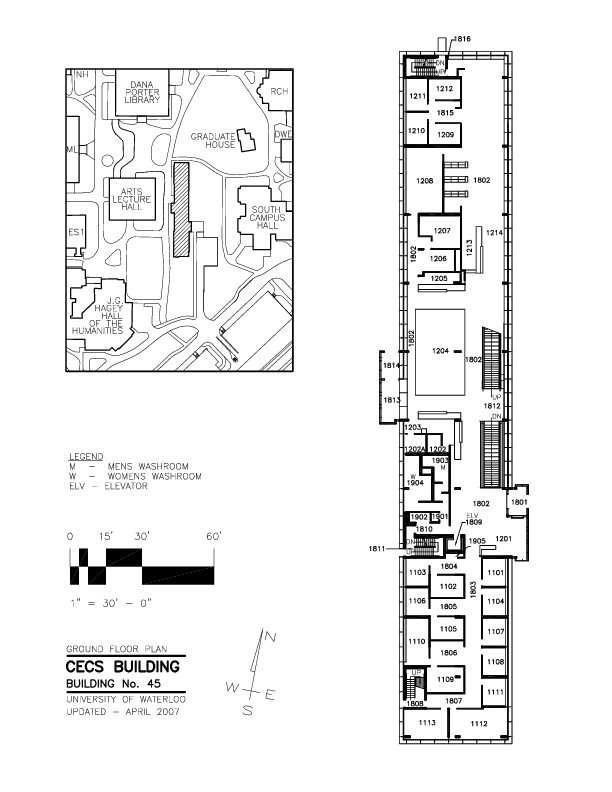 NH
DANA
PORTER
LIBRARY
RCH
GRADUATE
HOUSE
DWE
ML
ARTS
LECTURE
HALL
SOUTH
CAMPUS
HALL
ES1
J.G.
HAGEY
HALL
OF THE
HUMANITIES
LEGEND
M – MENS WASHROOM
W – WOMENS WASHROOM
ELV – ELEVATOR
0 15' 30' 60'
1" = 30' – 0"
GROUND FLOOR PLAN
CECS BUILDING
BUILDING No. 45
UNIVERSITY OF WATERLOO
UPDATED – APRIL 2007
N
W E
S
1816
DN
UP
1211 1212
1815
1210 1209
1208 1802
1207 1214
1802 1213
1206
1205
1802
1204 1802
1814
1813
UP
1812
DN
1203
1202A 1202
1903
M
W
1904
1802 1801
1902 1901
ELV
1809
1810
1201
DN
1905
1811
UP
1103 1804 1101
1102 1803
1106 1805 1104
1105 1107
1110
1806
1108
UP
1109
1111
1808 1807
1113 1112